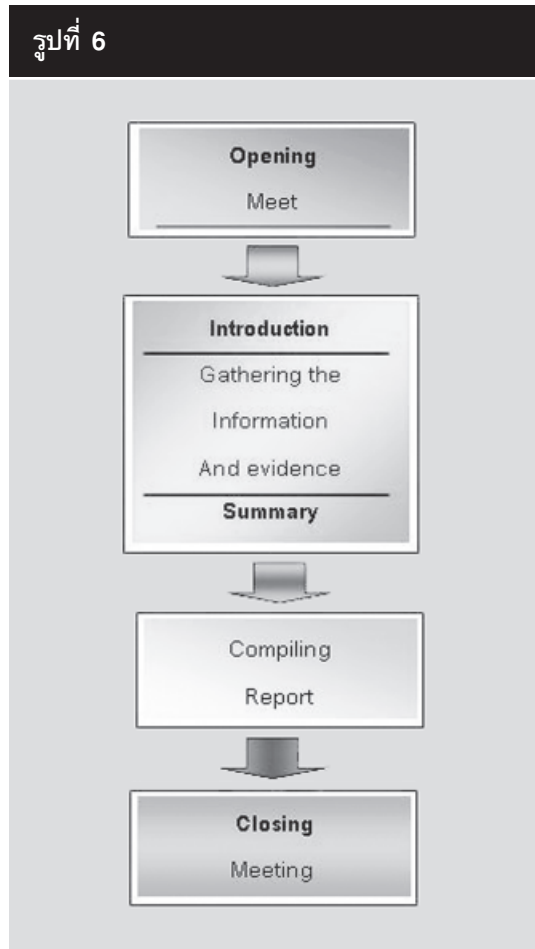 รูปที่ 6
Opening
Meet
Introduction
Gathering the
Information
And evidence
Summary
Compiling
Report
Closing
Meeting